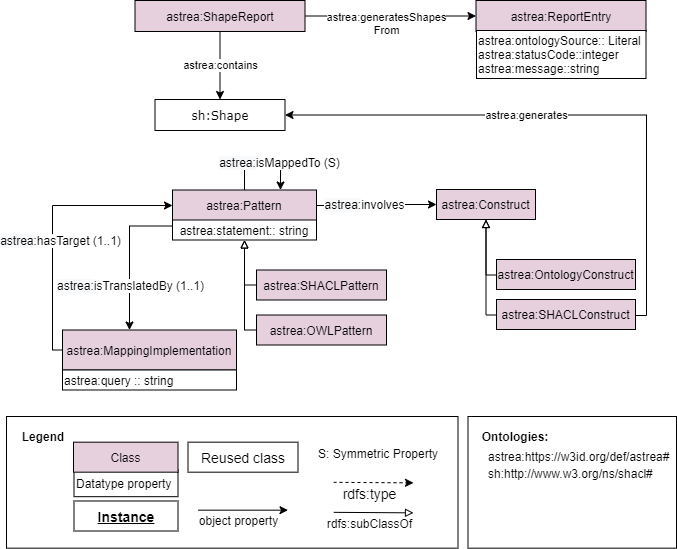 astrea:ShapeReport
astrea:generatesShapes
From
astrea:ReportEntry
astrea:ontologySource:: Literal
astrea:statusCode::integer
astrea:message::string
astrea:contains
sh:Shape
astrea:generates
astrea:isMappedTo (S)
astrea:Pattern
astrea:statement:: string
astrea:involves
astrea:Construct
astrea:hasTarget (1..1)
astrea:isTranslatedBy (1..1)
astrea:SHACLPattern
astrea:OWLPattern
astrea:OntologyConstruct
astrea:SHACLConstruct
astrea:MappingImplementation
astrea:query :: string
Legend
Class
Datatype property
Reused class
S: Symmetric Property
rdfs:type
Instance
object property
rdfs:subClassOf
Ontologies:
astrea:https://w3id.org/def/astrea#
sh:http://www.w3.org/ns/shacl#